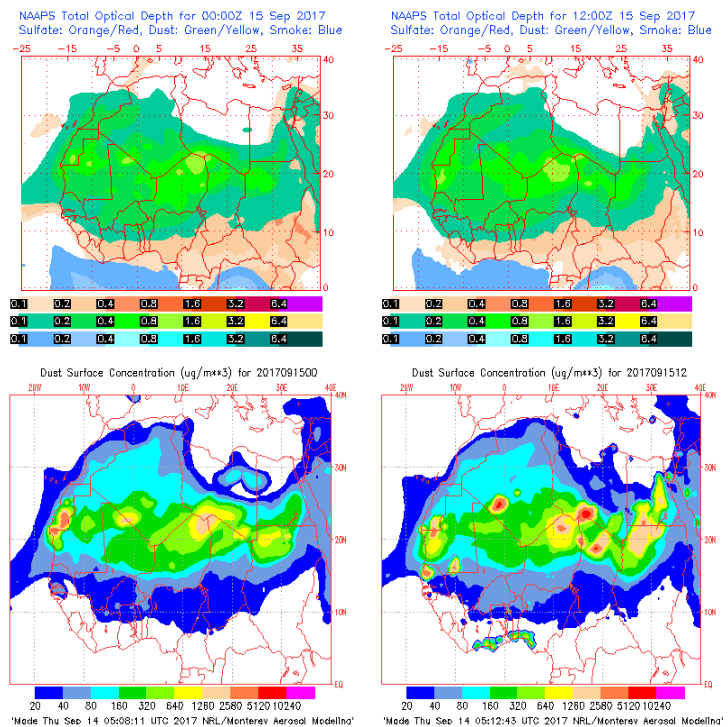 NAAPS Total Optical Depth for 00:00Z 15 Sep 2017
Sulfate: Orange/Red, Dust: Green/Yellow, Smoke: Blue
-25 -15 -5 0 5 15 25 35
40
30
20
10
0
0.1 0.2 0.4 0.8 1.6 3.2 6.4
0.1 0.2 0.4 0.8 1.6 3.2 6.4
0.1 0.2 0.4 0.8 1.6 3.2 6.4
NAAPS Total Optical Depth for 12:00Z 15 Sep 2017
Sulfate: Orange/Red, Dust: Green/Yellow, Smoke: Blue
-25 -15 -5 0 5 15 25 35
40
30
20
10
0
0.1 0.2 0.4 0.8 1.6 3.2 6.4
0.1 0.2 0.4 0.8 1.6 3.2 6.4
0.1 0.2 0.4 0.8 1.6 3.2 6.4
Dust Surface Concentration (ug/m**3) for 2017091500
20W 10W 0 10E 20E 30E 40E
40N
30N
20N
10N
EQ
20 40 80 160 320 640 1260 2580 5120 10240
'Made Thu Sep 14 05:08:11 UTC 2017 NRL/Monterey Aerosol Modeling'
Dust Surface Concentration (ug/m**3) for 2017091512
20W 10W 0 10E 20E 30E 40E
40N
30N
20N
10N
EQ
20 40 80 160 320 640 1260 2580 5120 10240
'Made Thu Sep 14 05:12:43 UTC 2017 NRL/Monterey Aerosol Modeling'